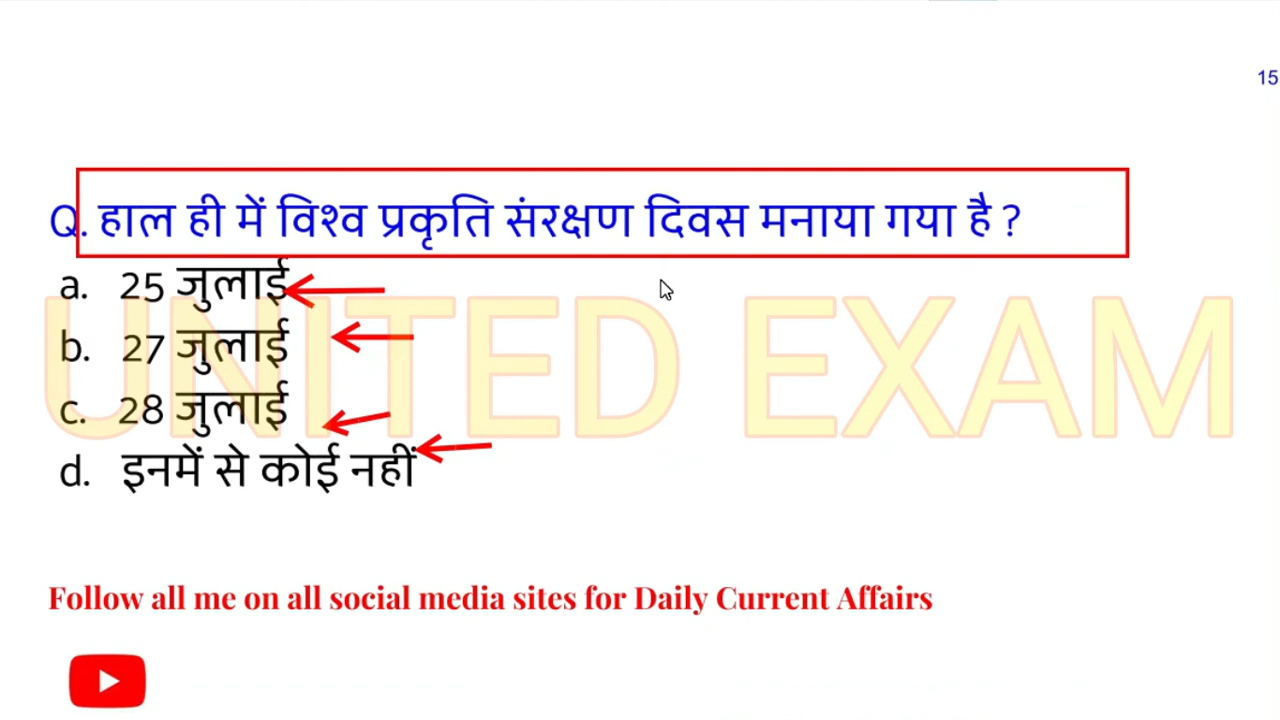 15
Q. हाल ही में विश्व प्रकृति संरक्षण दिवस मनाया गया है ?
a. 25 जुलाई
b. 27 जुलाई
c. 28 जुलाई
d. इनमें से कोई नहीं
UNITED EXAM
Follow all me on all social media sites for Daily Current Affairs